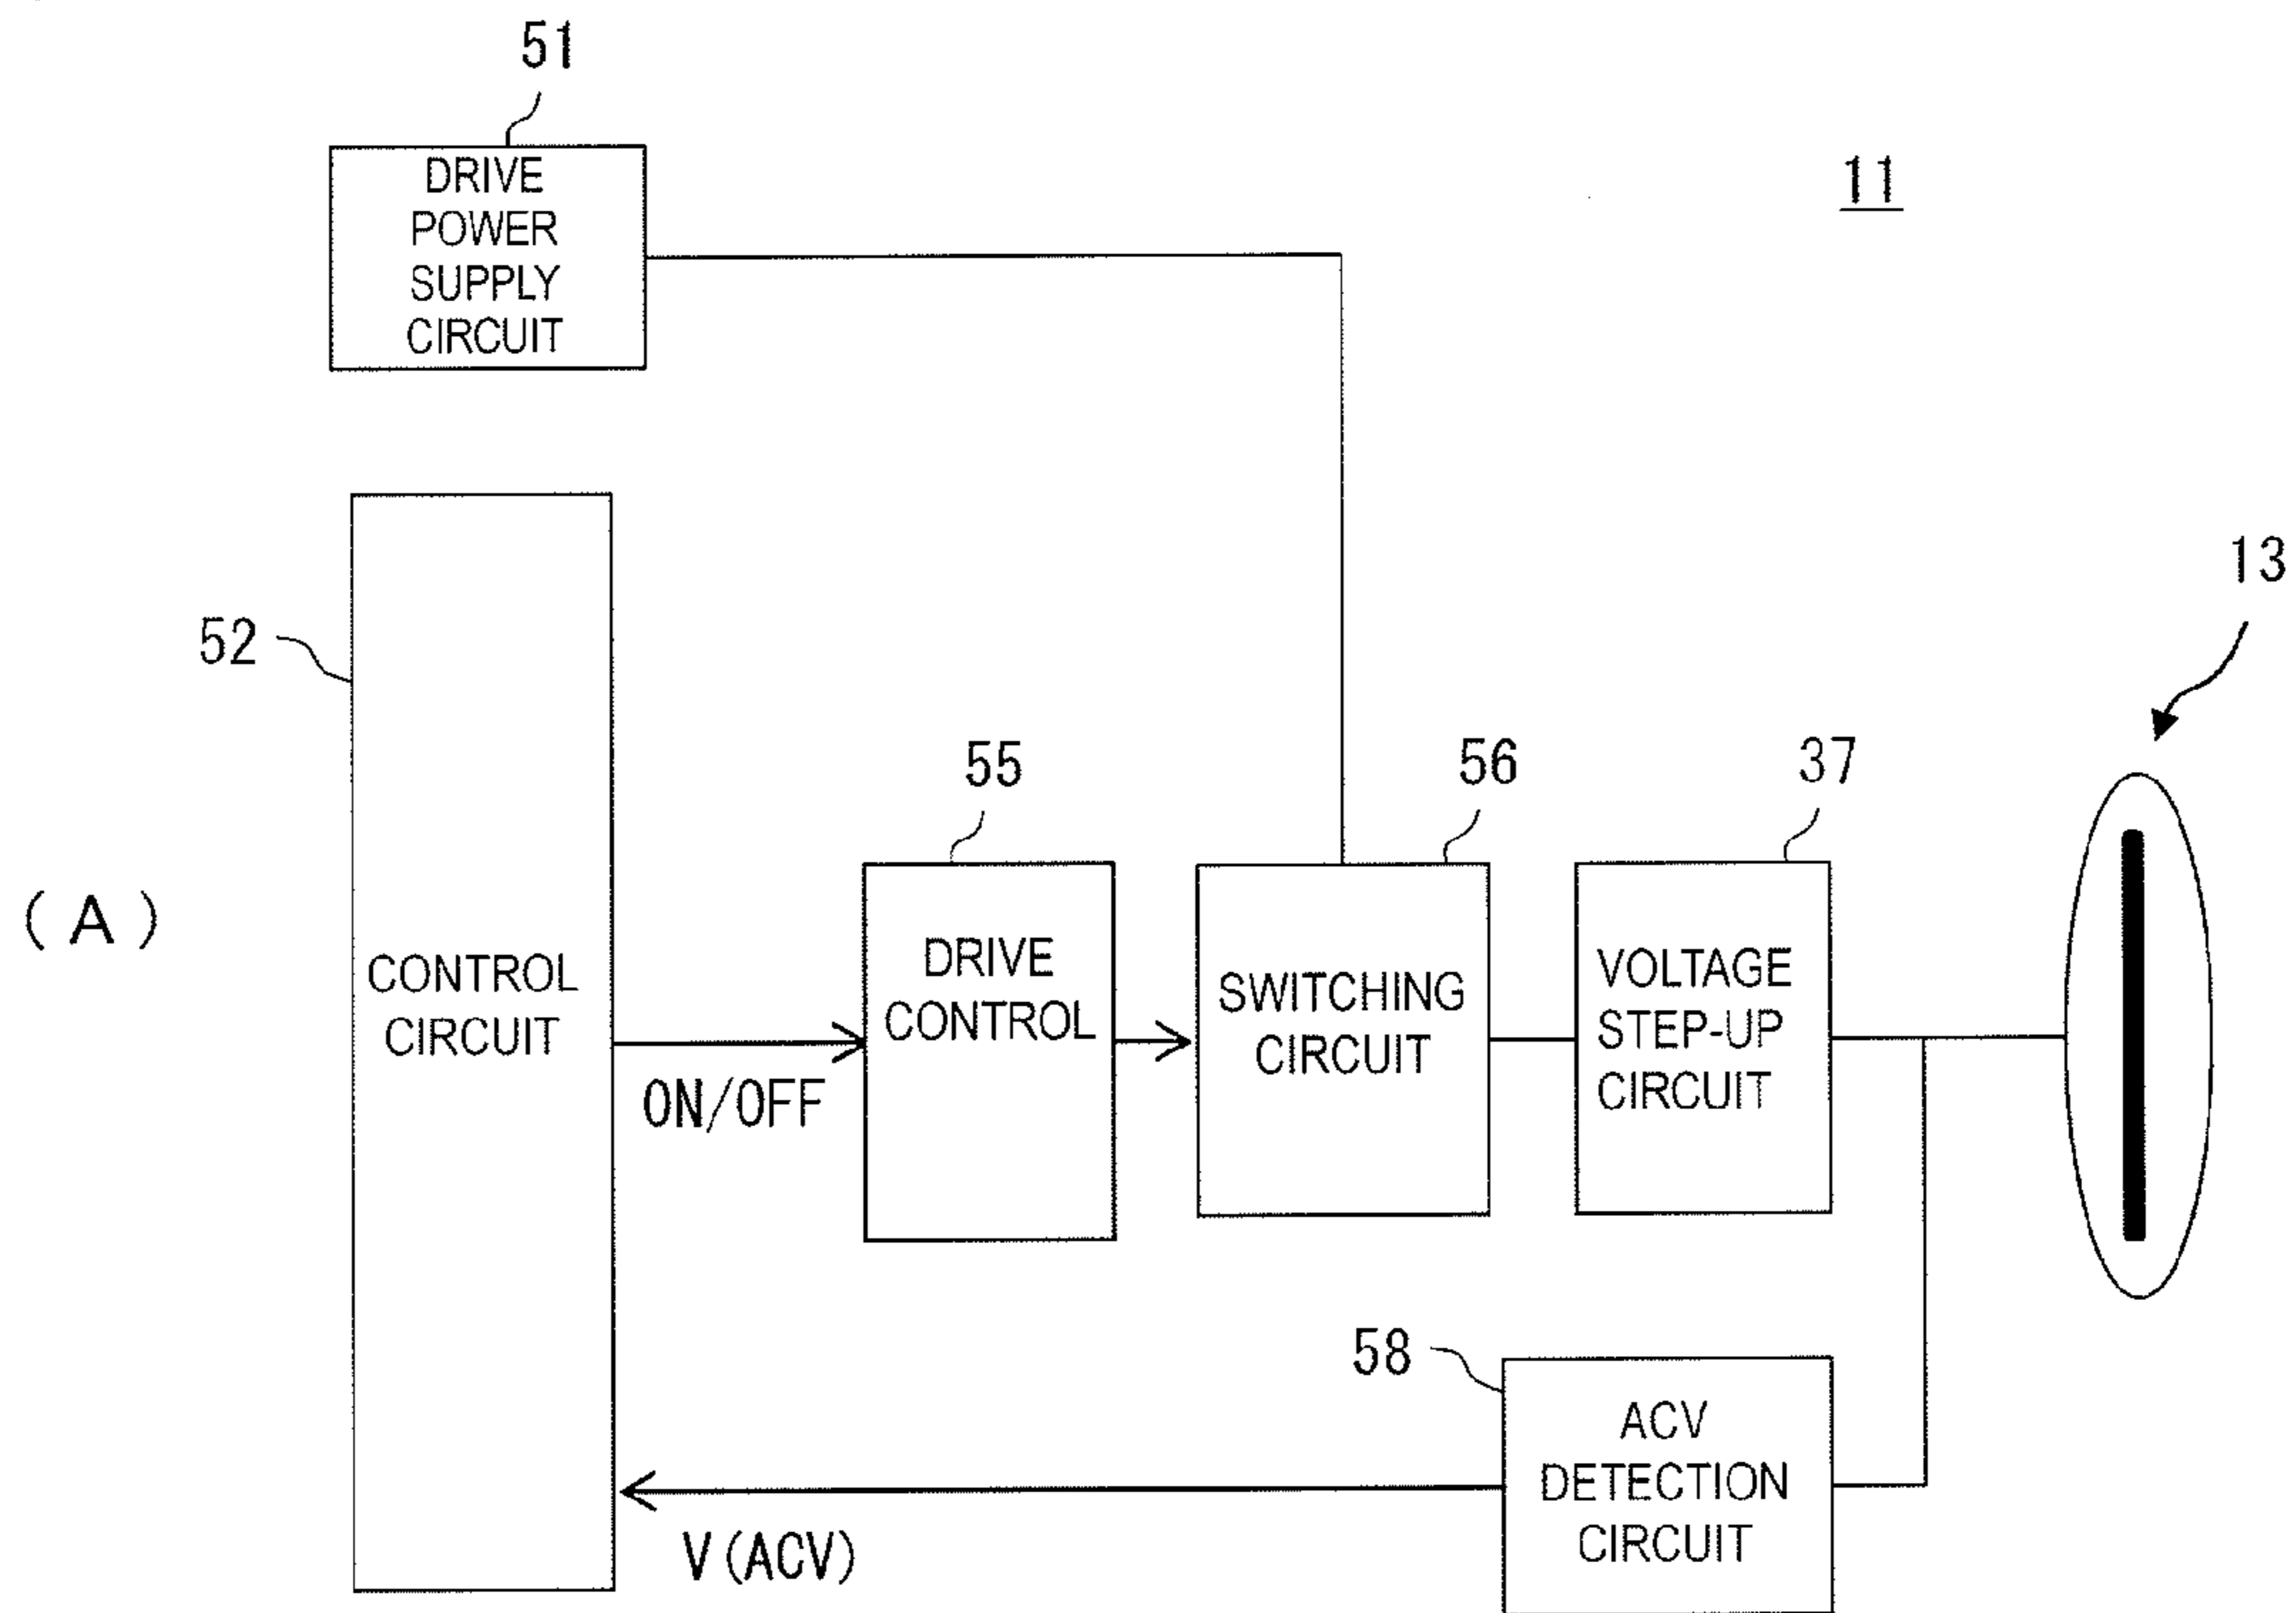 51
DRIVE
POWER
SUPPLY
CIRCUIT
11
13
52
55
56
37
(A)
CONTROL
CIRCUIT
DRIVE
CONTROL
SWITCHING
CIRCUIT
VOLTAGE
STEP-UP
CIRCUIT
ON/OFF
58
ACV
DETECTION
CIRCUIT
V(ACV)